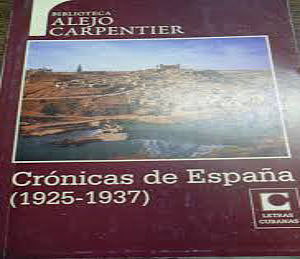 BIBLIOTECA
ALEJO
CARPENTIER
Crónicas de España
(1925-1937)
C
LETRAS
CUBANAS